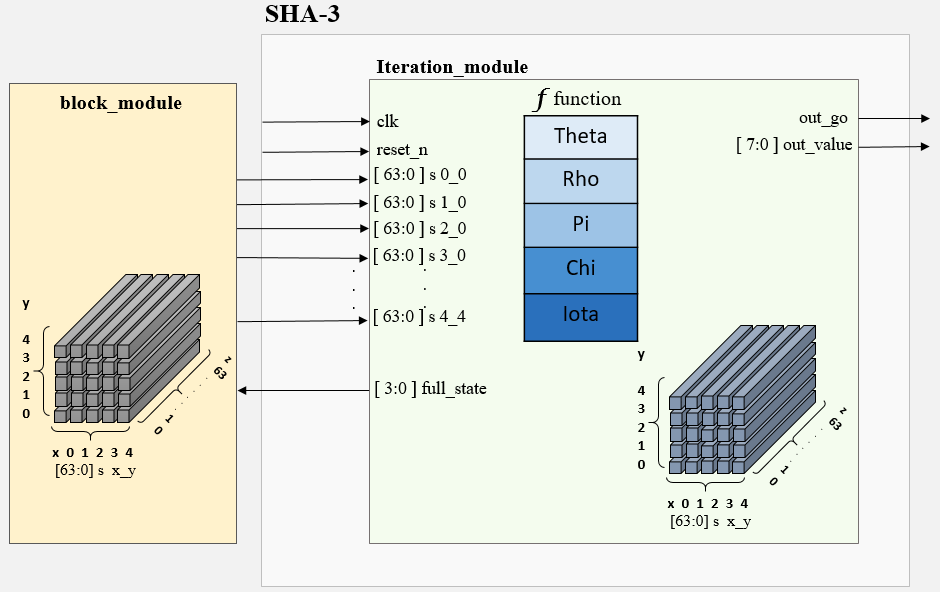 SHA-3
Iteration_module
block_module
ƒ function
clk
reset_n
[ 63:0 ] s 0_0
[ 63:0 ] s 1_0
[ 63:0 ] s 2_0
[ 63:0 ] s 3_0
. .
. .
. .
[ 63:0 ] s 4_4
[ 3:0 ] full_state
Theta
Rho
Pi
Chi
Iota
out_go
[ 7:0 ] out_value
y
4
3
2
1
0
x 0 1 2 3 4
[63:0] s x_y
0 1 . . . . . . 63
z
y
4
3
2
1
0
x 0 1 2 3 4
[63:0] s x_y
0 1 . . . . . . 63
z